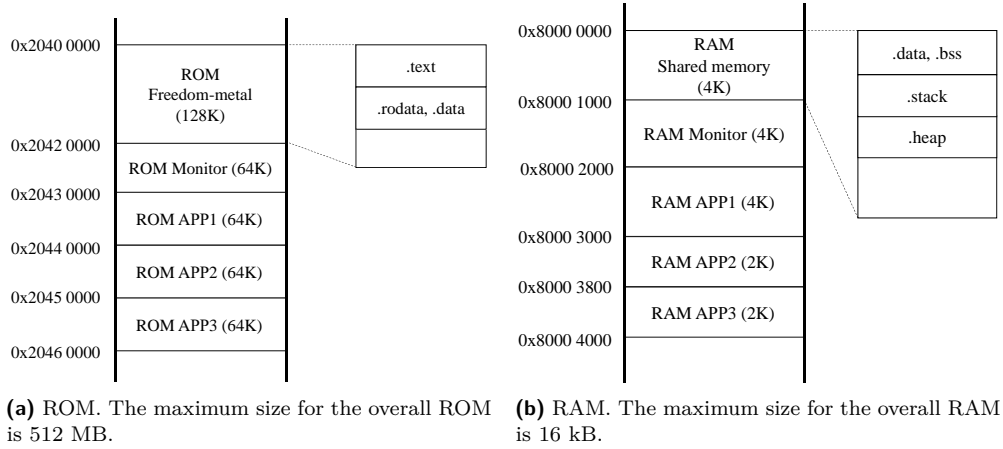 0x2040 0000
ROM
Freedom-metal
(128K)
0x2042 0000
ROM Monitor (64K)
0x2043 0000
ROM APP1 (64K)
0x2044 0000
ROM APP2 (64K)
0x2045 0000
ROM APP3 (64K)
0x2046 0000
.text
.rodata, .data
(a) ROM. The maximum size for the overall ROM
is 512 MB.
0x8000 0000
RAM
Shared memory
(4K)
0x8000 1000
RAM Monitor (4K)
0x8000 2000
RAM APP1 (4K)
0x8000 3000
RAM APP2 (2K)
0x8000 3800
RAM APP3 (2K)
0x8000 4000
.data, .bss
.stack
.heap
(b) RAM. The maximum size for the overall RAM
is 16 kB.